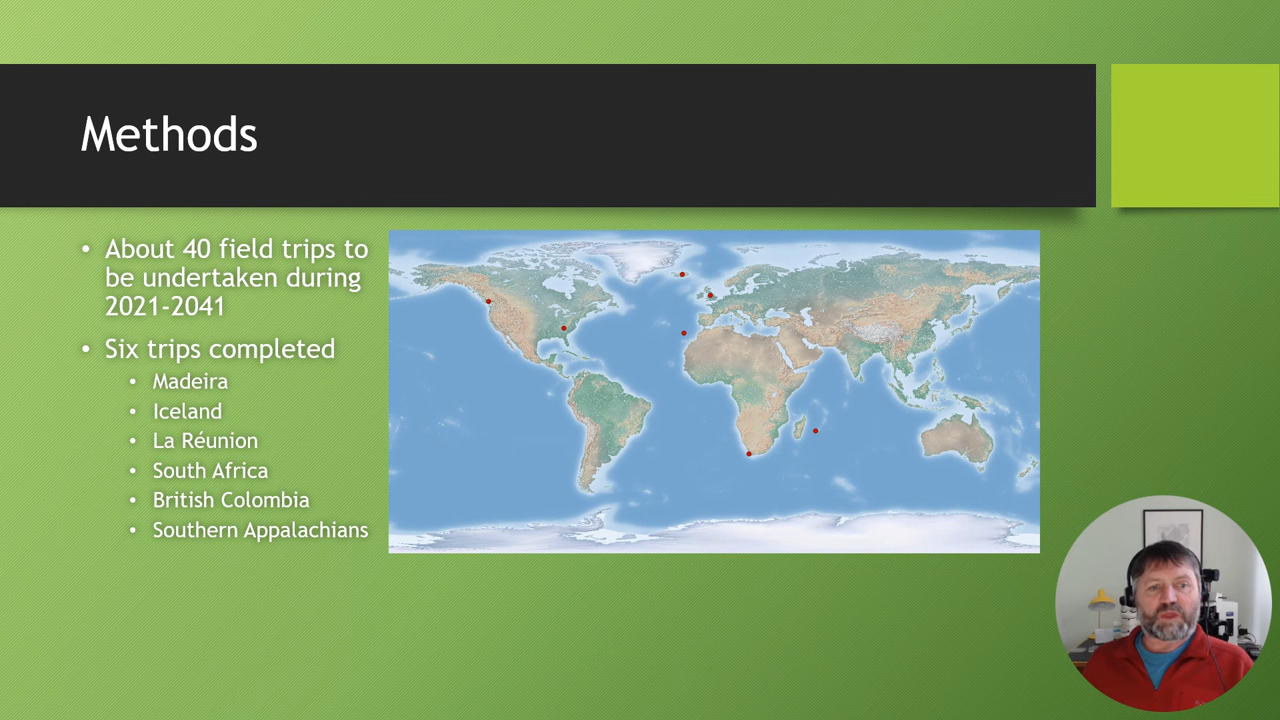 Methods
• About 40 field trips to
be undertaken during
2021-2041
• Six trips completed
• Madeira
• Iceland
• La Réunion
• South Africa
• British Colombia
• Southern Appalachians